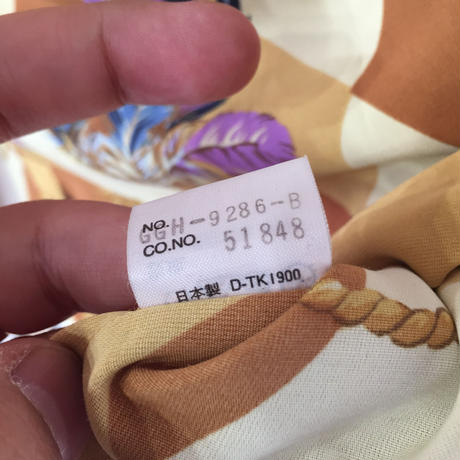 NO. GGH-9286-B
CO.NO. 51848
日本製 D-TK1900